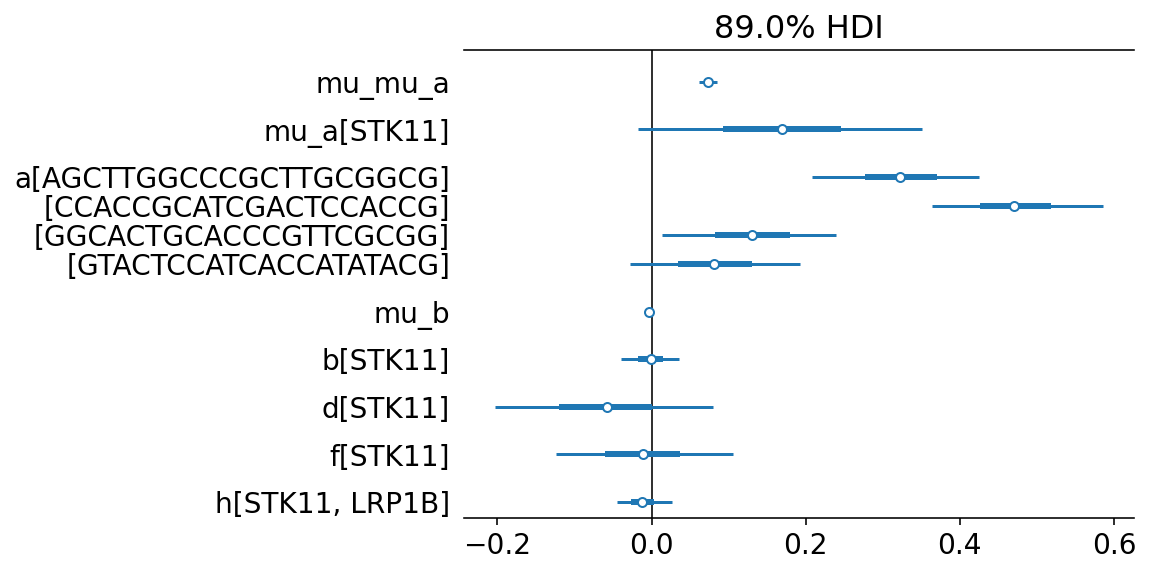 89.0% HDI
mu_mu_a
mu_a[STK11]
a[AGCTTGGCCCGCTTGCGGCG]
[CCACCGCATCGACTCCACCG]
[GGCACTGCACCCGTTCGCGG]
[GTACTCCATCACCATATACG]
mu_b
b[STK11]
d[STK11]
f[STK11]
h[STK11, LRP1B]
−0.2 0.0 0.2 0.4 0.6